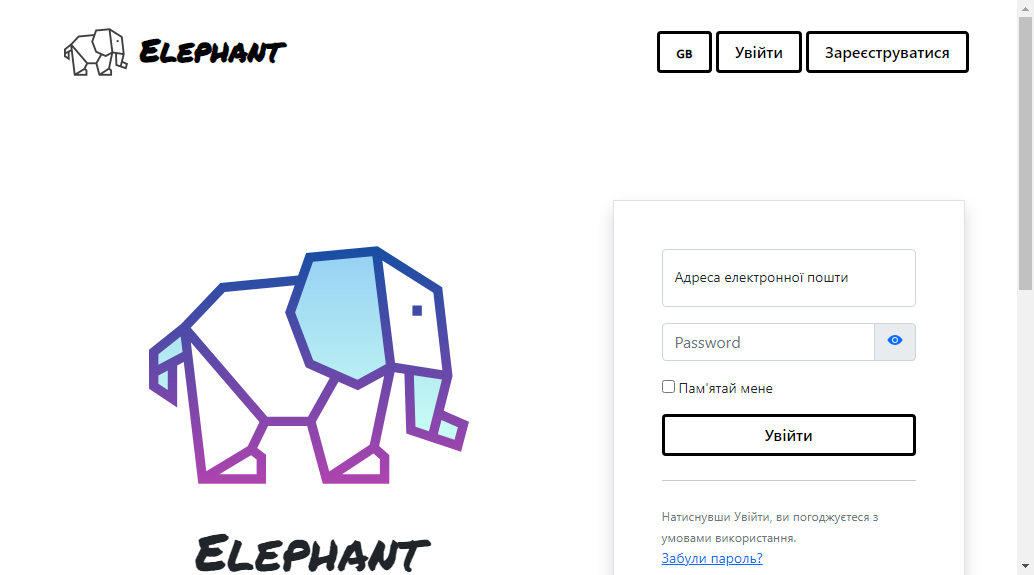 Elephant
GB
Увійти
Зареєструватися
Адреса електронної пошти
Password
Пам'ятай мене
Увійти
Натиснувши Увійти, ви погоджуєтеся з
умовами використання.
Забули пароль?
Elephant